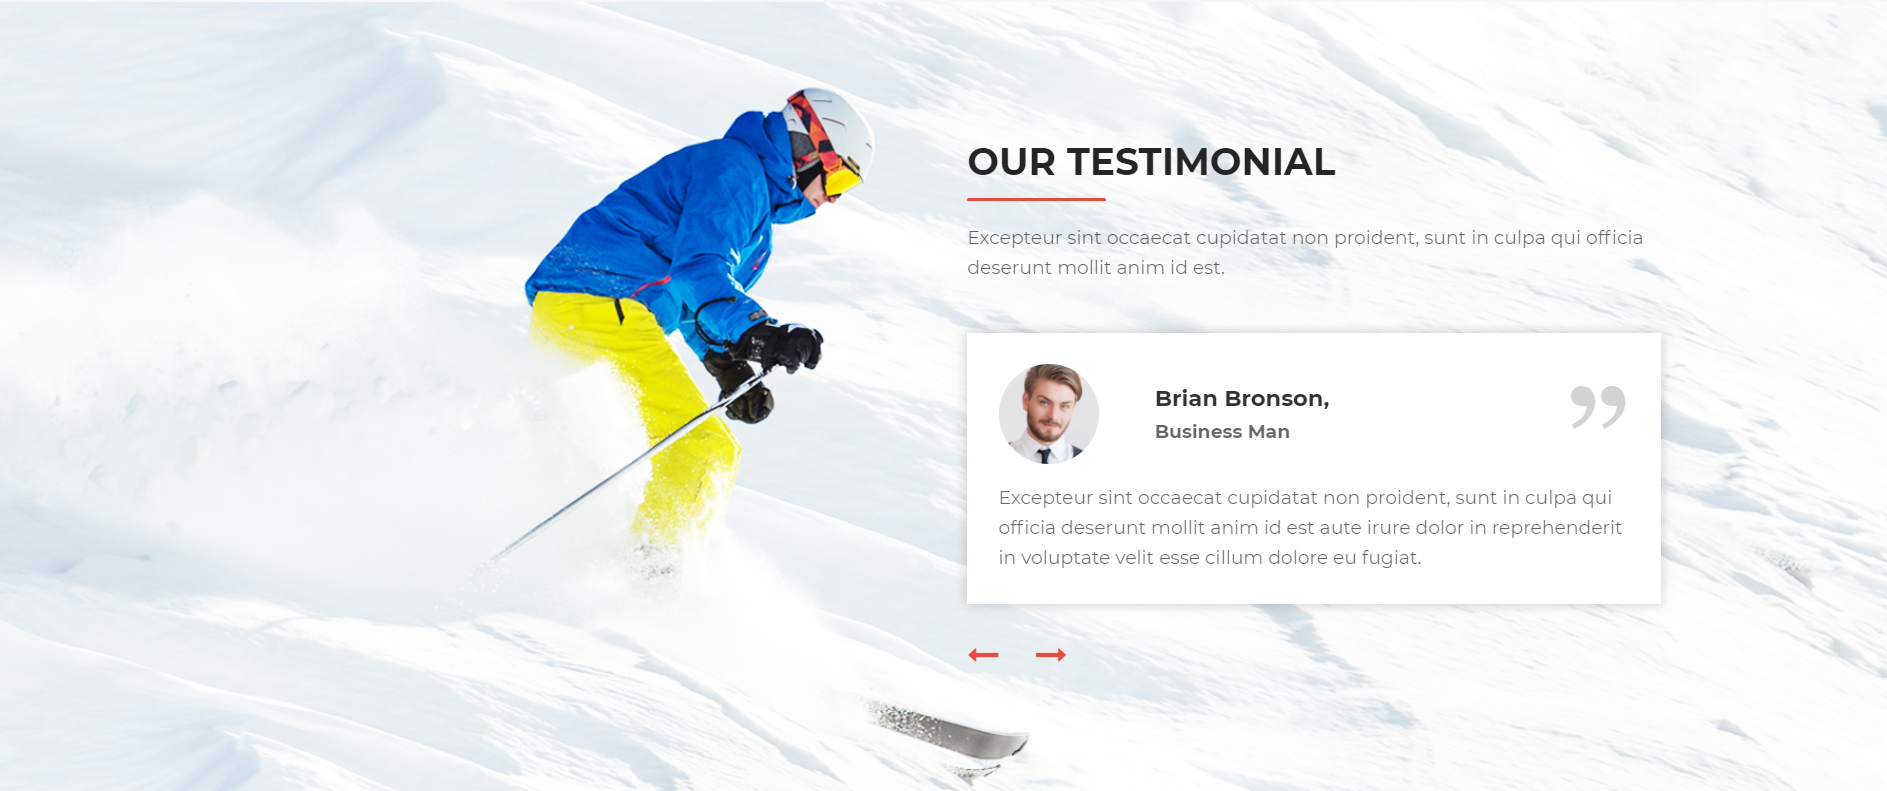 OUR TESTIMONIAL
Excepteur sint occaecat cupidatat non proident, sunt in culpa qui officia
deserunt mollit anim id est.
Brian Bronson,
Business Man
”
Excepteur sint occaecat cupidatat non proident, sunt in culpa qui
officia deserunt mollit anim id est aute irure dolor in reprehenderit
in voluptate velit esse cillum dolore eu fugiat.